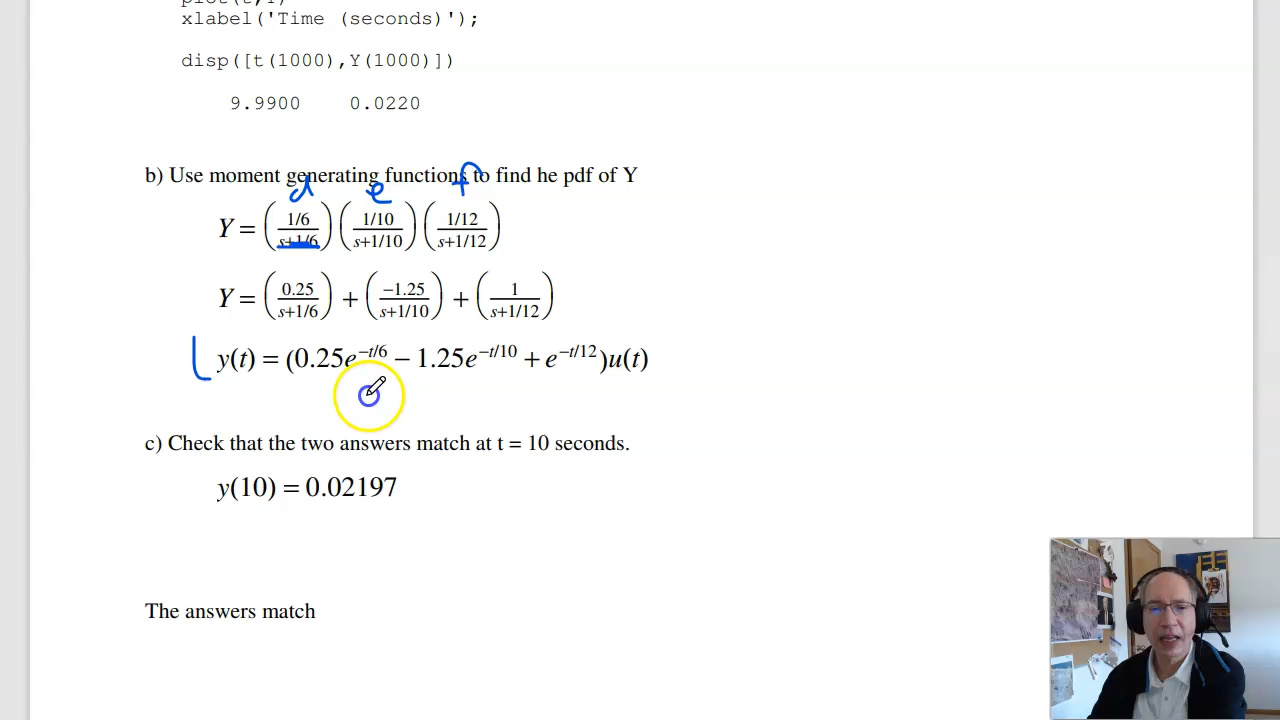 plot(t,Y)
xlabel('Time (seconds)');
disp([t(1000),Y(1000)])
9.9900 0.0220
b) Use moment generating functions to find he pdf of Y
d e f
Y = ( 1/6 / s+1/6 ) ( 1/10 / s+1/10 ) ( 1/12 / s+1/12 )
Y = ( 0.25 / s+1/6 ) + ( −1.25 / s+1/10 ) + ( 1 / s+1/12 )
y(t) = (0.25e^{−t/6} − 1.25e^{−t/10} + e^{−t/12})u(t)
c) Check that the two answers match at t = 10 seconds.
y(10) = 0.02197
The answers match